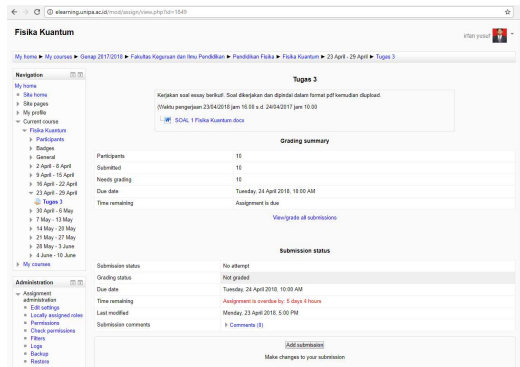 elearning.unipa.ac.id/mod/assign/view.php?id=1849
Fisika Kuantum
irfan yusuf
My home ► My courses ► Genap 2017/2018 ► Fakultas Keguruan dan Ilmu Pendidikan ► Pendidikan Fisika ► Fisika Kuantum ► 23 April - 29 April ► Tugas 3
Navigation
My home
Site home
Site pages
My profile
Current course
Fisika Kuantum
Participants
Badges
General
2 April - 8 April
9 April - 15 April
16 April - 22 April
23 April - 29 April
Tugas 3
30 April - 6 May
7 May - 13 May
14 May - 20 May
21 May - 27 May
28 May - 3 June
4 June - 10 June
My courses
Administration
Assignment administration
Edit settings
Locally assigned roles
Permissions
Check permissions
Filters
Logs
Backup
Restore
Tugas 3
Kerjakan soal essay berikut!. Soal dikerjakan dan dipindai dalam format pdf kemudian diupload.
(Waktu pengerjaan 23/04/2018 jam 16.00 s.d. 24/04/2017 jam 10.00
SOAL 1 Fisika Kuantum.docx
Grading summary
Participants 10
Submitted 10
Needs grading 10
Due date Tuesday, 24 April 2018, 10:00 AM
Time remaining Assignment is due
View/grade all submissions
Submission status
Submission status No attempt
Grading status Not graded
Due date Tuesday, 24 April 2018, 10:00 AM
Time remaining Assignment is overdue by: 5 days 4 hours
Last modified Monday, 23 April 2018, 5:00 PM
Submission comments Comments (0)
Add submission
Make changes to your submission